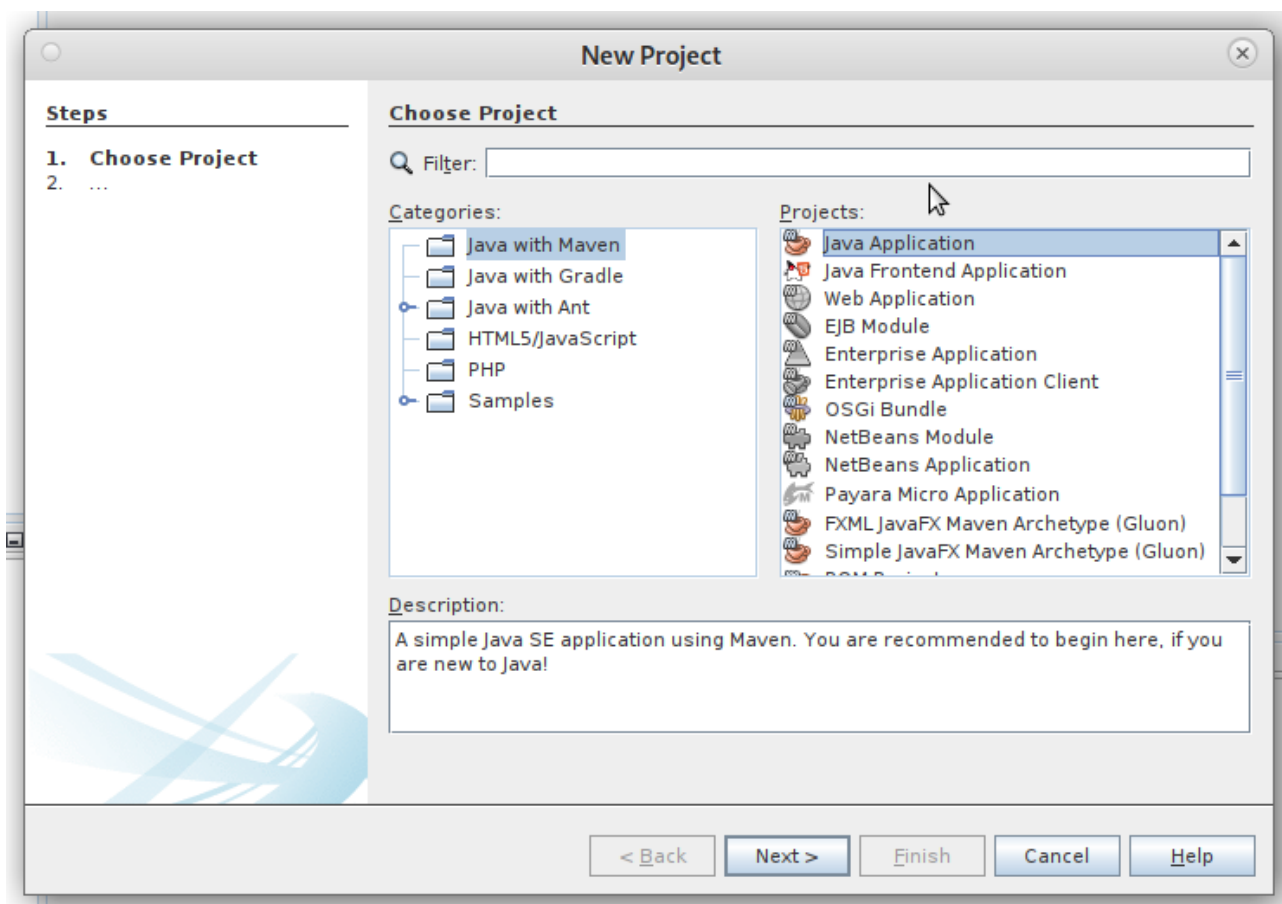 New Project
Steps
1. Choose Project
2. ...
Choose Project
Filter:
Categories:
Java with Maven
Java with Gradle
Java with Ant
HTML5/JavaScript
PHP
Samples
Projects:
Java Application
Java Frontend Application
Web Application
EJB Module
Enterprise Application
Enterprise Application Client
OSGi Bundle
NetBeans Module
NetBeans Application
Payara Micro Application
FXML JavaFX Maven Archetype (Gluon)
Simple JavaFX Maven Archetype (Gluon)
Description:
A simple Java SE application using Maven. You are recommended to begin here, if you
are new to Java!
< Back
Next >
Finish
Cancel
Help